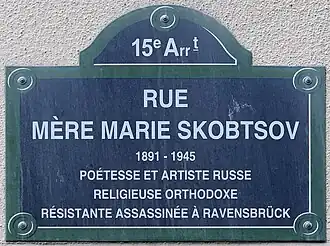 15e Arrt
RUE
MÈRE MARIE SKOBTSOV
1891 - 1945
POÉTESSE ET ARTISTE RUSSE
RELIGIEUSE ORTHODOXE
RÉSISTANTE ASSASSINÉE À RAVENSBRÜCK